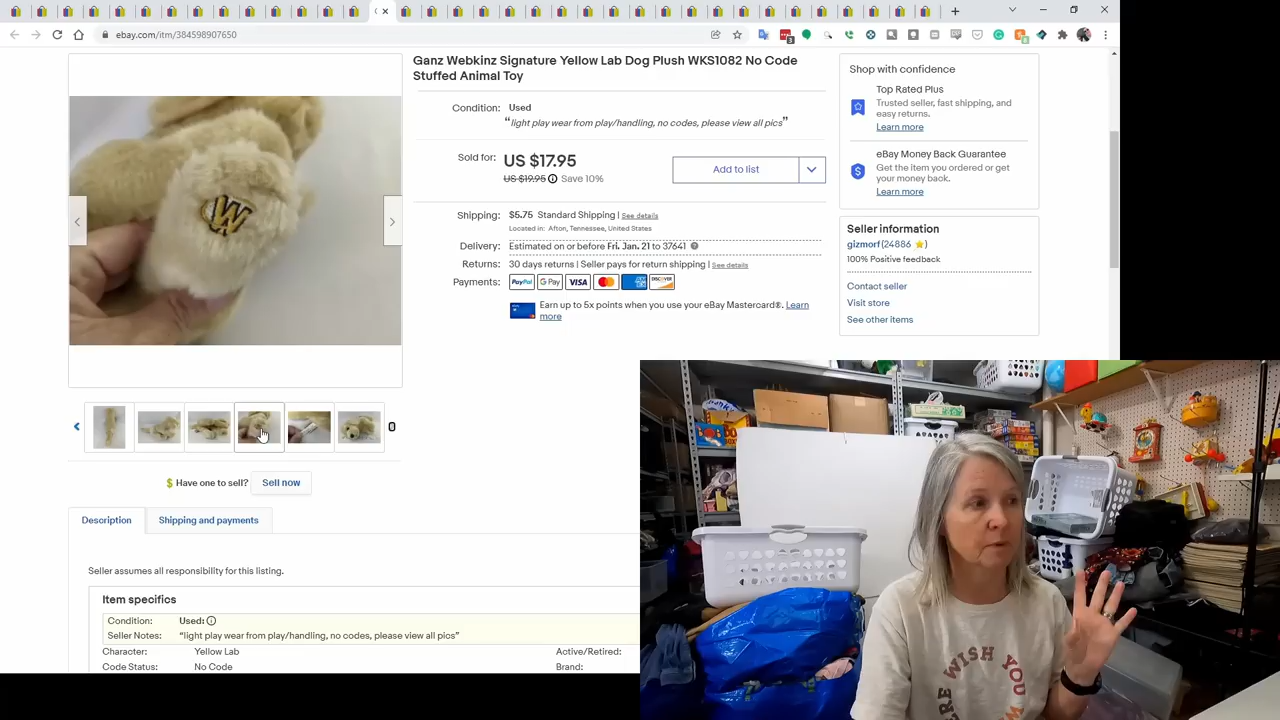 ebay.com/itm/384598907650
3
8
Ganz Webkinz Signature Yellow Lab Dog Plush WKS1082 No Code
Stuffed Animal Toy
Condition: Used
“light play wear from play/handling, no codes, please view all pics”
Sold for: US $17.95
US $19.95 Save 10%
Add to list
Shipping: $5.75 Standard Shipping | See details
Located in: Afton, Tennessee, United States
Delivery: Estimated on or before Fri. Jan. 21 to 37641
Returns: 30 days returns | Seller pays for return shipping | See details
Payments: PayPal G Pay VISA
DISCOVER
Earn up to 5x points when you use your eBay Mastercard®. Learn
more
Shop with confidence
Top Rated Plus
Trusted seller, fast shipping, and
easy returns.
Learn more
eBay Money Back Guarantee
Get the item you ordered or get
your money back.
Learn more
Seller information
gizmorf (24886)
100% Positive feedback
Contact seller
Visit store
See other items
W
$ Have one to sell? Sell now
Description
Shipping and payments
Seller assumes all responsibility for this listing.
Item specifics
Condition: Used:
Seller Notes: “light play wear from play/handling, no codes, please view all pics”
Character: Yellow Lab
Active/Retired:
Code Status: No Code
Brand:
WISH YOU